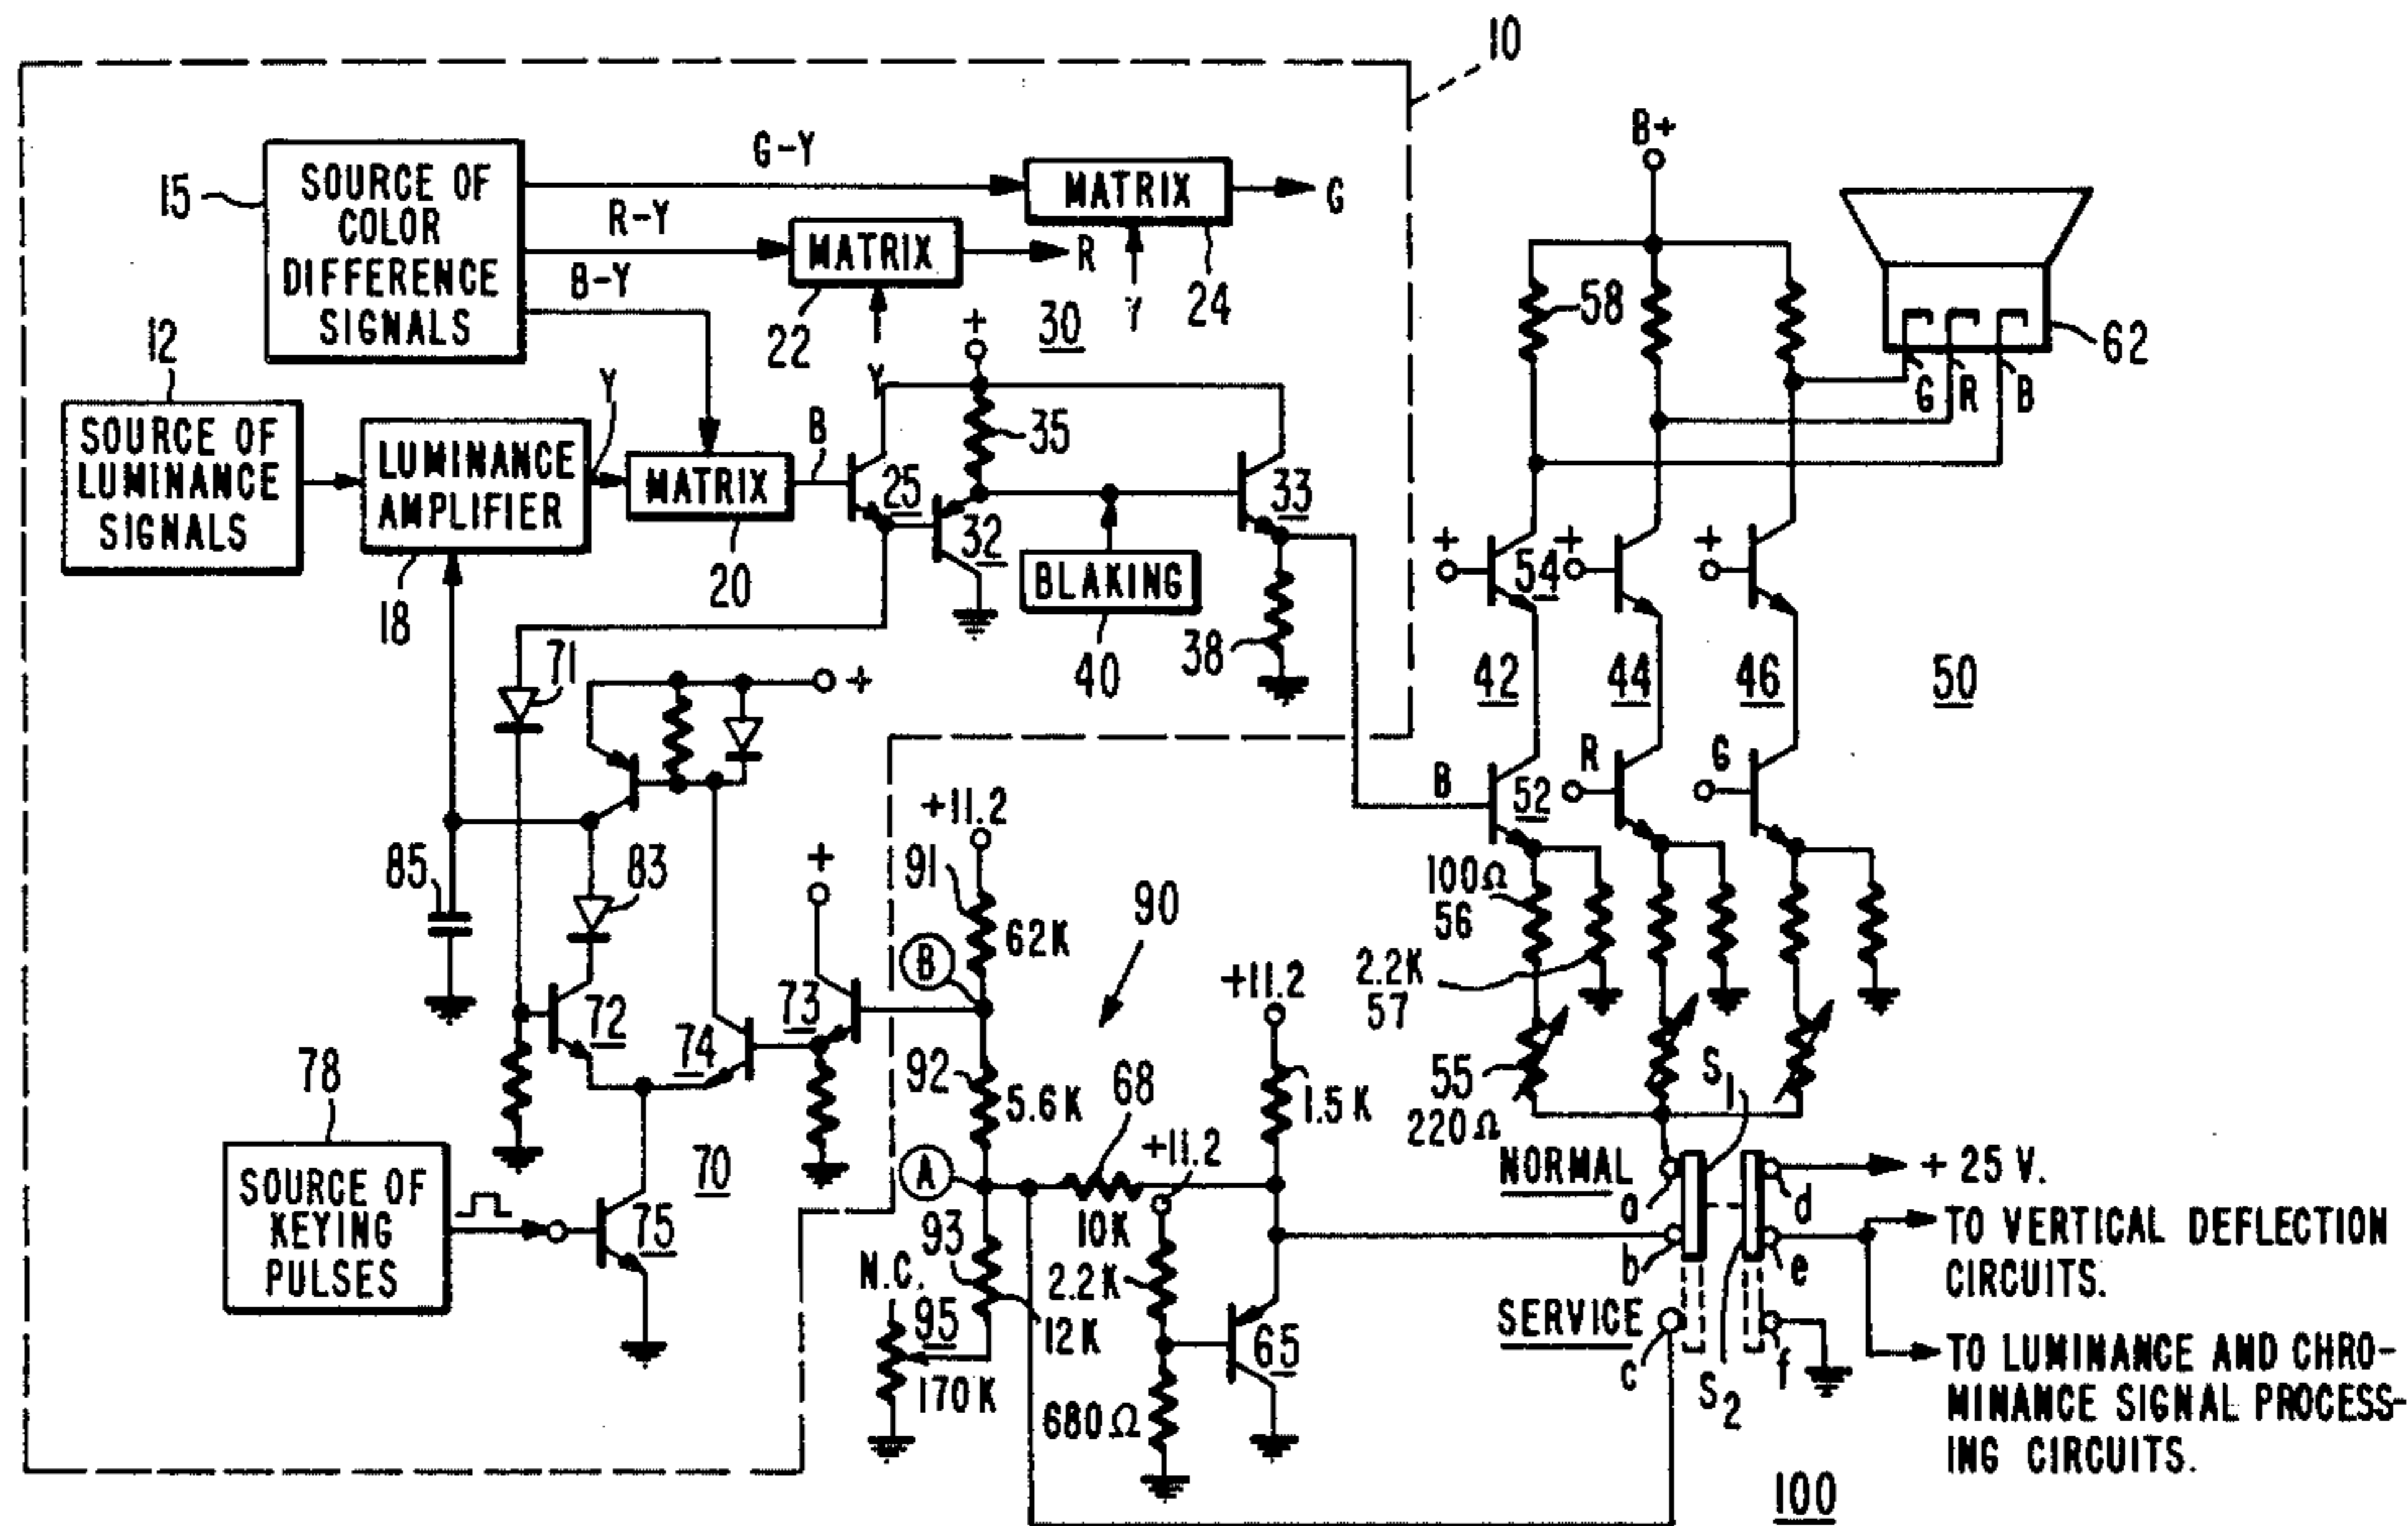 10
B+
15
SOURCE OF
COLOR
DIFFERENCE
SIGNALS
G-Y
R-Y
B-Y
MATRIX
G
24
Y
MATRIX
R
22
Y
+
30
58
62
G
R
B
12
SOURCE OF
LUMINANCE
SIGNALS
LUMINANCE
AMPLIFIER
18
Y
MATRIX
20
B
25
35
32
33
BLAKING
40
38
+
54
+
+
42
44
46
50
71
+
85
83
+
+11.2
91
62K
B
90
B
52
R
G
100Ω
56
2.2K
57
72
74
73
92
5.6K
68
+11.2
1.5K
55
220Ω
S1
78
SOURCE OF
KEYING
PULSES
75
70
A
+11.2
10K
93
N.C.
95
12K
170K
2.2K
680Ω
65
NORMAL
a
b
SERVICE
c
S2
d
e
f
+ 25 V.
TO VERTICAL DEFLECTION
CIRCUITS.
TO LUMINANCE AND CHRO-
MINANCE SIGNAL PROCESS-
ING CIRCUITS.
100